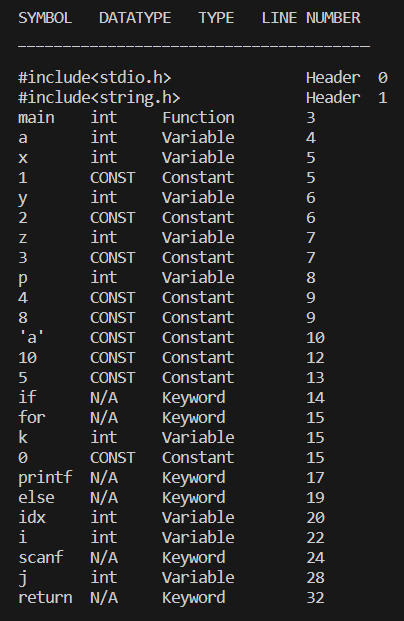 SYMBOL   DATATYPE   TYPE   LINE NUMBER
_______________________________________
#include<stdio.h>               Header  0
#include<string.h>              Header  1
main    int     Function        3
a       int     Variable        4
x       int     Variable        5
1       CONST   Constant        5
y       int     Variable        6
2       CONST   Constant        6
z       int     Variable        7
3       CONST   Constant        7
p       int     Variable        8
4       CONST   Constant        9
8       CONST   Constant        9
'a'     CONST   Constant        10
10      CONST   Constant        12
5       CONST   Constant        13
if      N/A     Keyword         14
for     N/A     Keyword         15
k       int     Variable        15
0       CONST   Constant        15
printf  N/A     Keyword         17
else    N/A     Keyword         19
idx     int     Variable        20
i       int     Variable        22
scanf   N/A     Keyword         24
j       int     Variable        28
return  N/A     Keyword         32